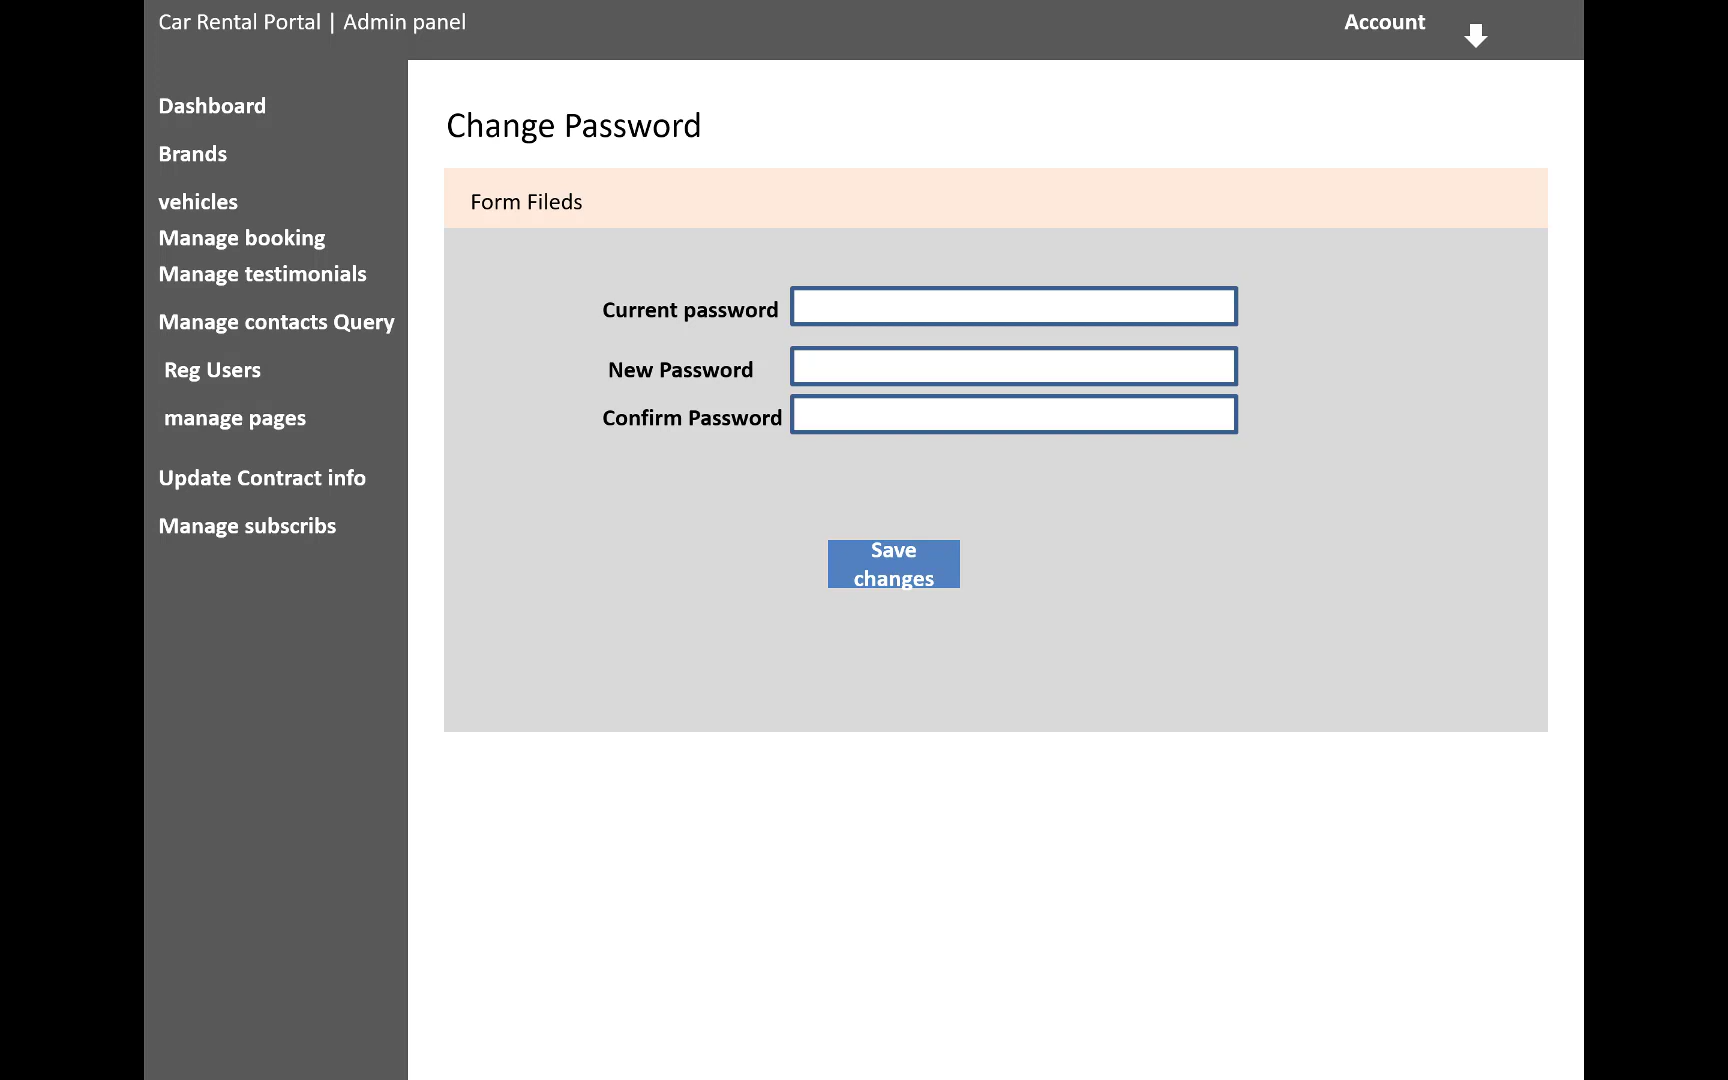 Car Rental Portal | Admin panel
Account
Dashboard
Brands
vehicles
Manage booking
Manage testimonials
Manage contacts Query
Reg Users
manage pages
Update Contract info
Manage subscribs
Change Password
Form Fileds
Current password
New Password
Confirm Password
Save
changes